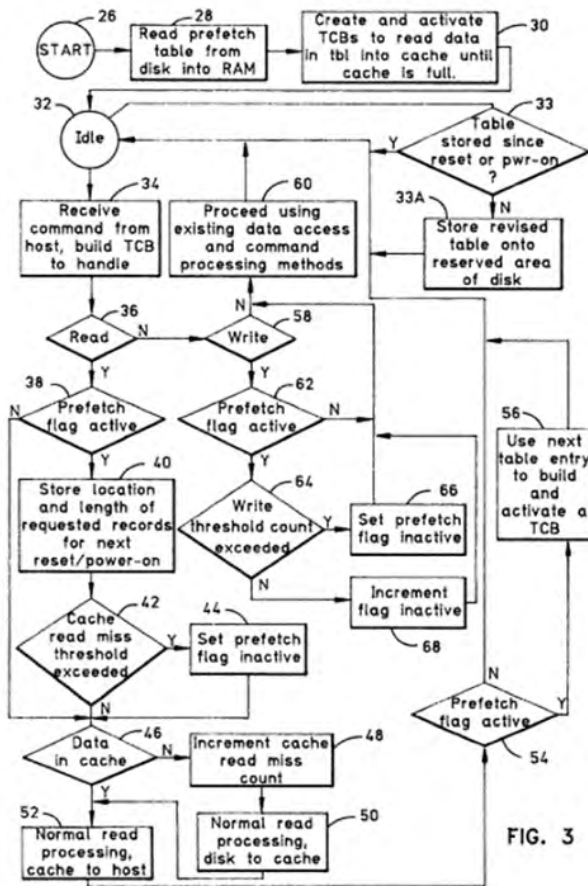 26
START
28
Read prefetch
table from
disk into RAM
30
Create and activate
TCBs to read data
in tbl into cache until
cache is full.
32
Idle
33
Table
stored since
reset or pwr-on
?
Y
N
33A
Store revised
table onto
reserved area
of disk
34
Receive
command from
host, build TCB
to handle
60
Proceed using
existing data access
and command
processing methods
36
Read
N
Y
58
Write
N
Y
38
Prefetch
flag active
N
Y
62
Prefetch
flag active
N
Y
40
Store location
and length of
requested records
for next
reset/power-on
64
Write
threshold count
exceeded
Y
N
66
Set prefetch
flag inactive
Increment
flag inactive
68
56
Use next
table entry
to build
and
activate a
TCB
42
Cache
read miss
threshold
exceeded
Y
N
44
Set prefetch
flag inactive
46
Data
in cache
N
Y
Increment cache
read miss
count
48
Normal read
processing,
disk to cache
50
52
Normal read
processing,
cache to host
N
Prefetch
flag active
Y
54
FIG. 3